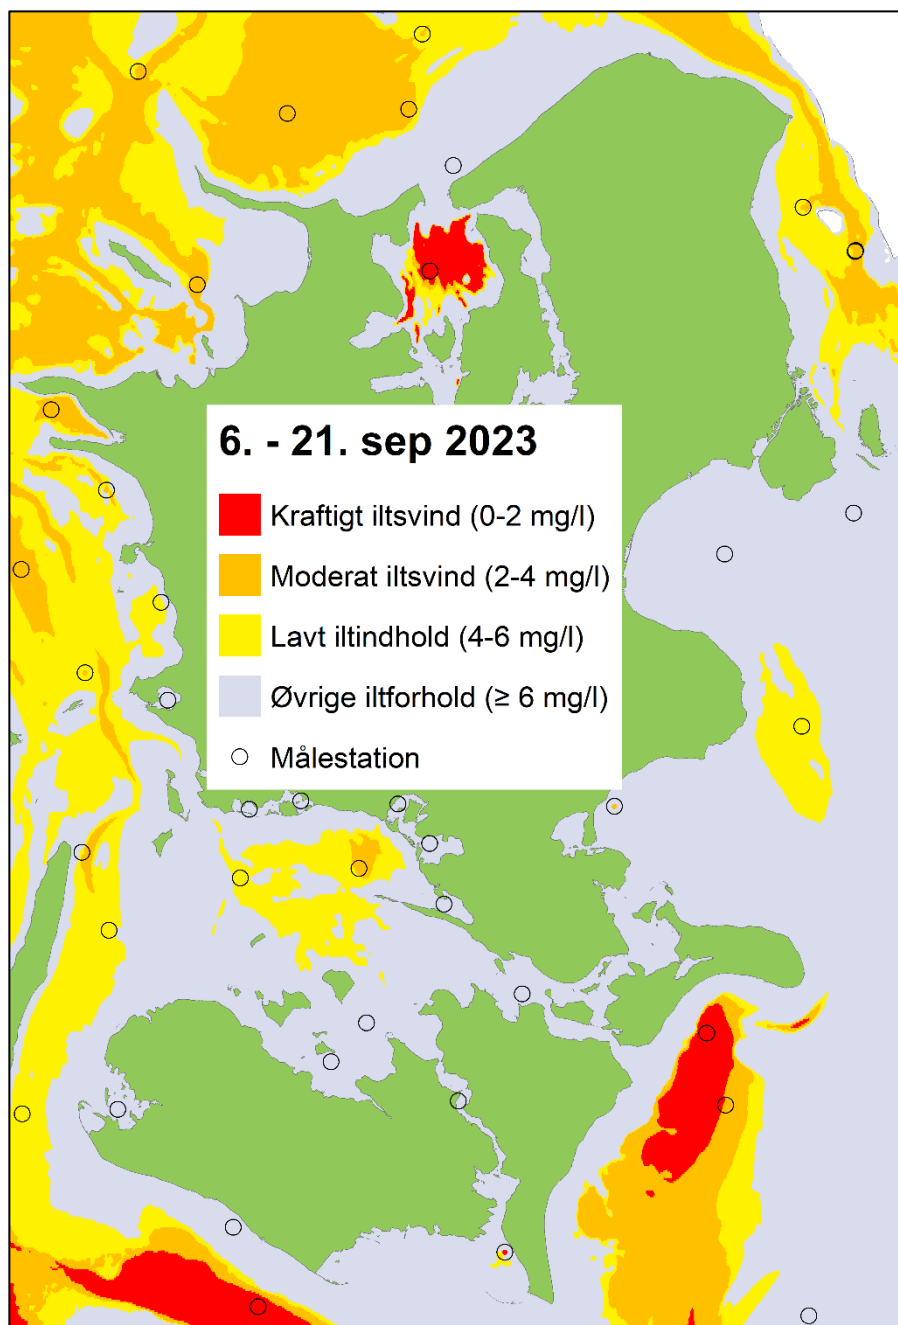 6. - 21. sep 2023
Kraftigt iltsvind (0-2 mg/l)
Moderat iltsvind (2-4 mg/l)
Lavt iltindhold (4-6 mg/l)
Øvrige iltforhold (≥ 6 mg/l)
Målestation